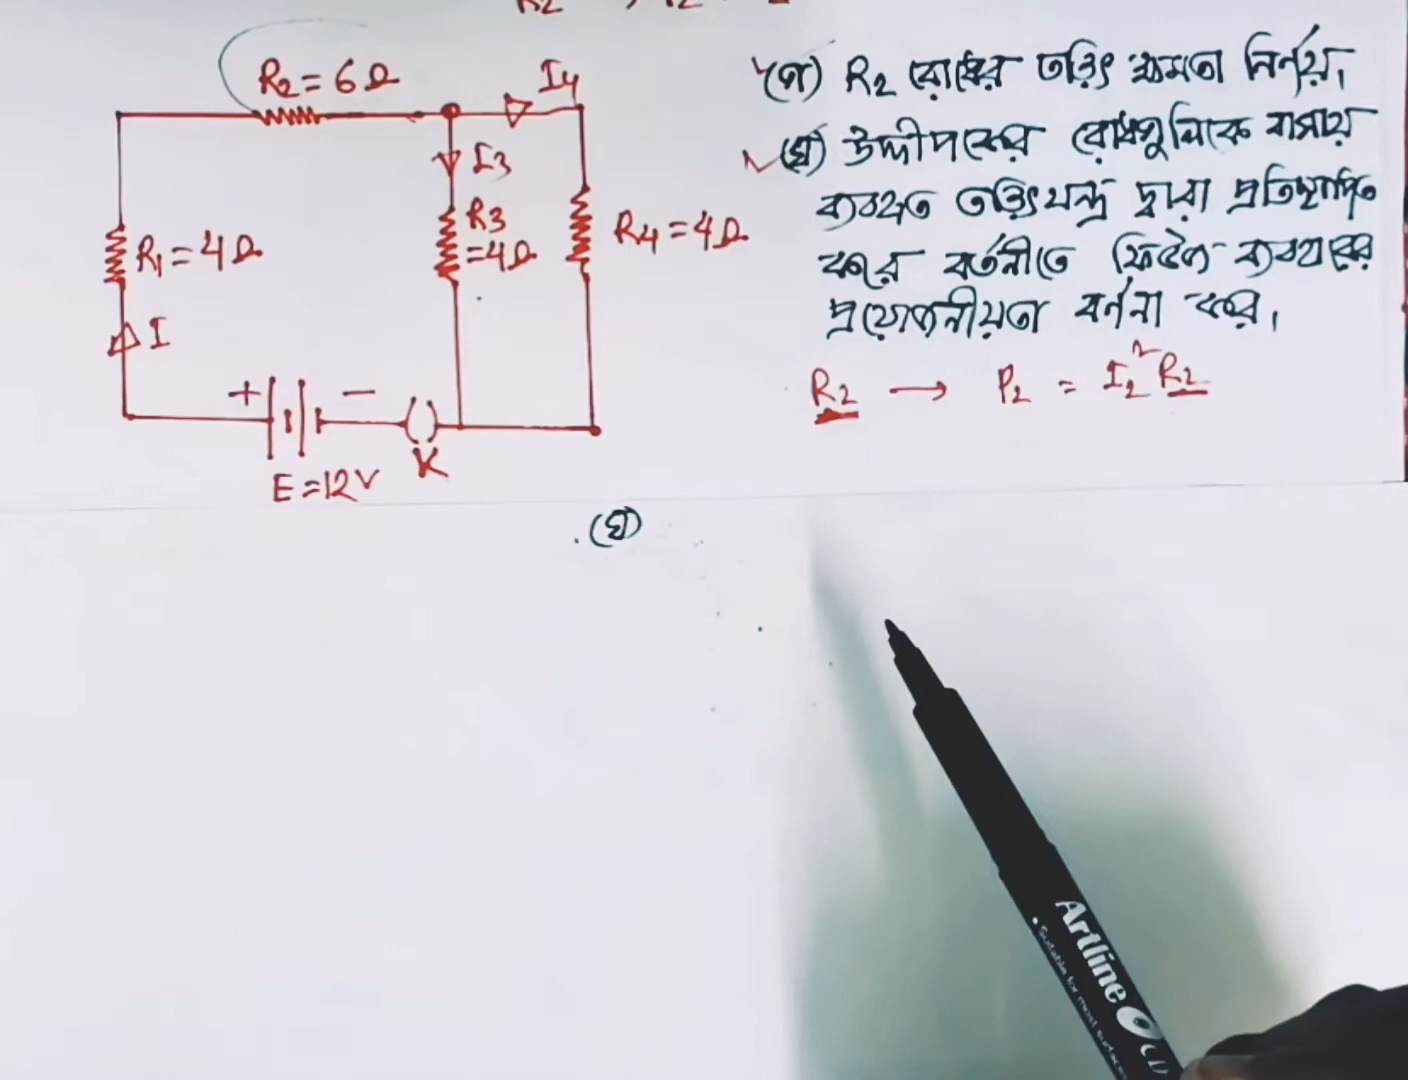 R₂ = 6Ω
I₄
I₃
R₃
= 4Ω
R₄ = 4Ω
R₁ = 4Ω
I
+ −
K
E = 12V
(গ) R₂ রোধের তড়িৎ ক্ষমতা নির্ণয়।
(ঘ) উদ্দীপকের রোধগুলিকে বাসায়
ব্যবহৃত তড়িৎযন্ত্র দ্বারা প্রতিস্থাপিত
করে বর্তনীতে ফিউজ ব্যবহারের
প্রয়োজনীয়তা বর্ণনা কর।
R₂ → P₂ = I₂² R₂
(ঘ)
Artline